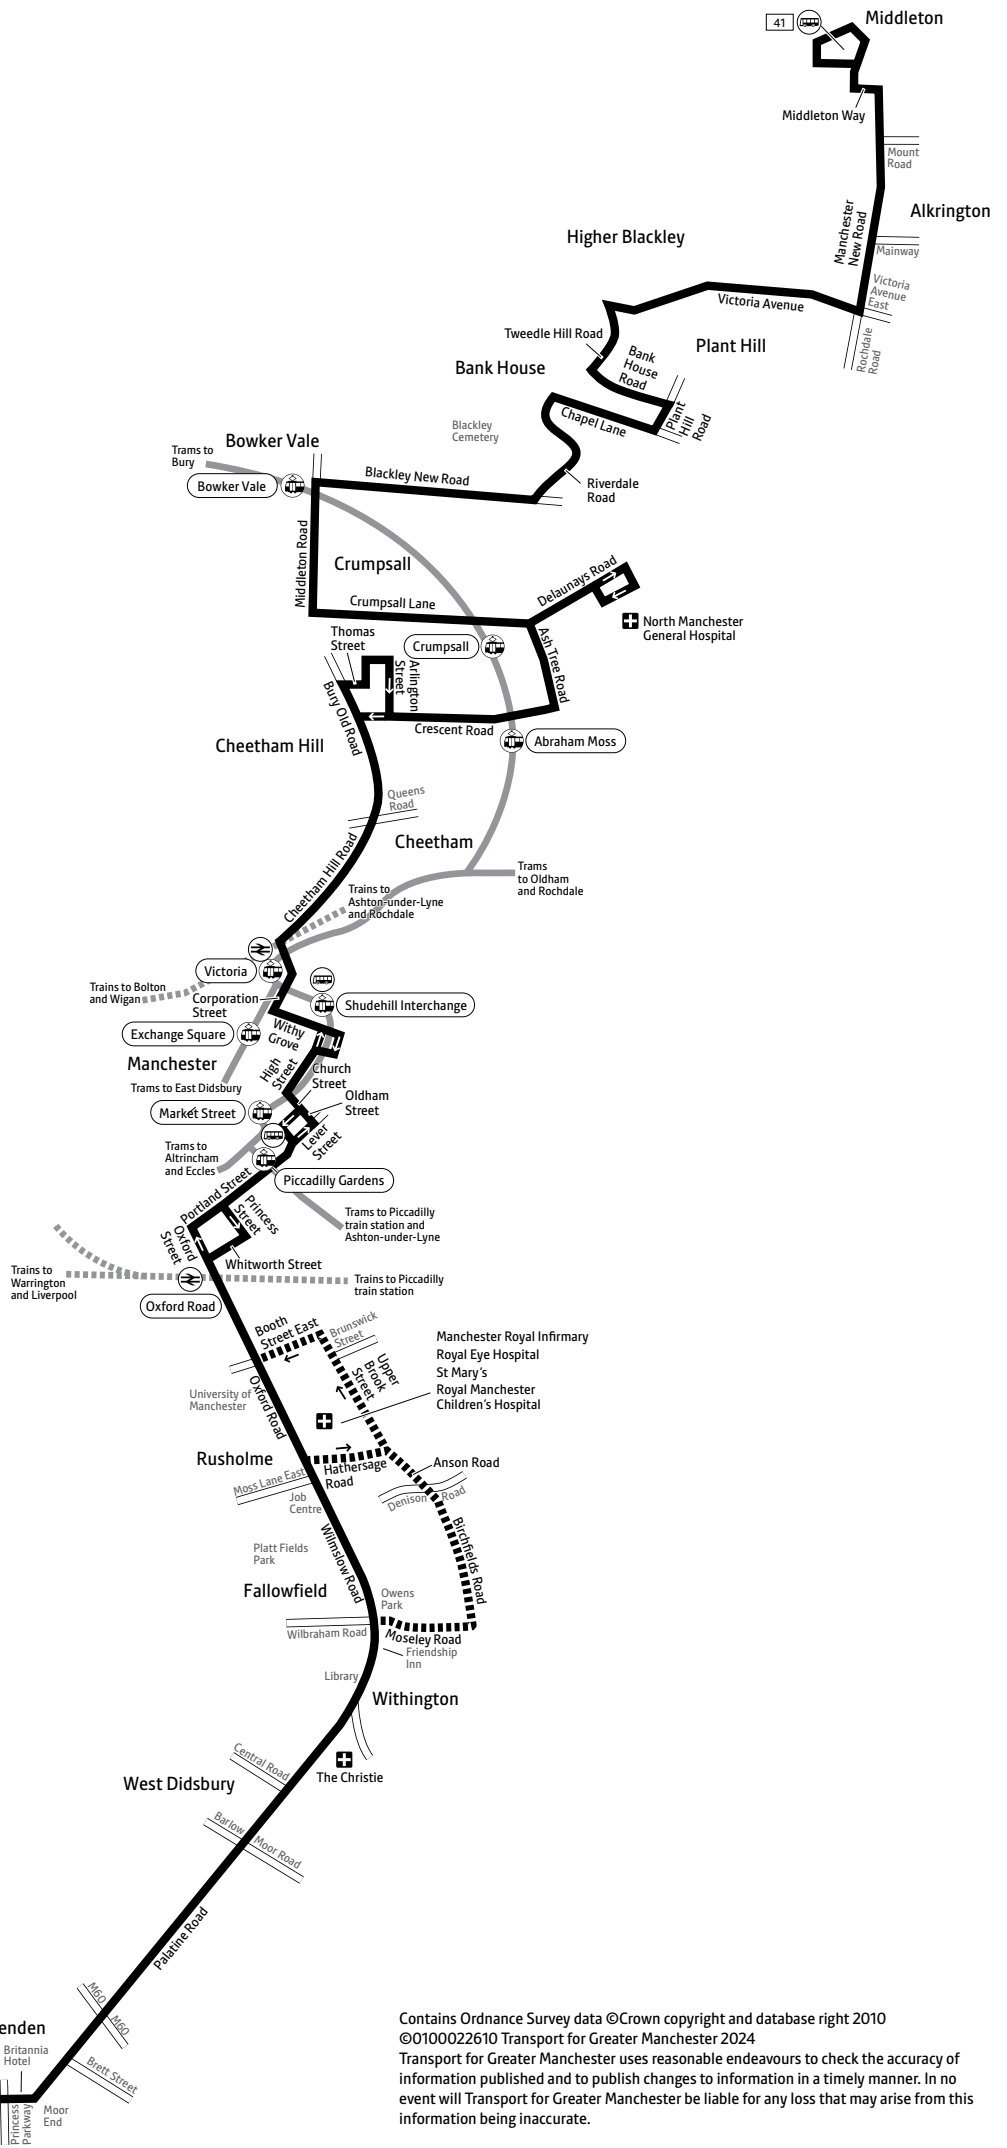 41
Middleton
Middleton Way
Mount
Road
Alkrington
Manchester
New Road
Higher Blackley
Mainway
Victoria
Avenue
East
Victoria Avenue
Rochdale
Road
Tweedle Hill Road
Plant Hill
Bank
House
Road
Bank House
Plant
Hill
Road
Chapel Lane
Blackley
Cemetery
Bowker Vale
Trams to
Bury
Bowker Vale
Blackley New Road
Riverdale
Road
Middleton Road
Crumpsall
Delaunays Road
Crumpsall Lane
North Manchester
General Hospital
Thomas
Street
Crumpsall
Ash Tree Road
Arlington
Street
Bury Old Road
Crescent Road
Abraham Moss
Cheetham Hill
Queens
Road
Cheetham
Cheetham Hill Road
Trams
to Oldham
and Rochdale
Trains to
Ashton-under-Lyne
and Rochdale
Victoria
Trains to Bolton
and Wigan
Corporation
Street
Shudehill Interchange
Exchange Square
Withy
Grove
Manchester
High
Street
Church
Street
Trams to East Didsbury
Oldham
Street
Market Street
Lever
Street
Trams to
Altrincham
and Eccles
Piccadilly Gardens
Portland Street
Princess
Street
Trams to Piccadilly
train station and
Ashton-under-Lyne
Oxford
Street
Whitworth Street
Trains to
Warrington
and Liverpool
Trains to Piccadilly
train station
Oxford Road
Booth
Street East
Brunswick
Street
Manchester Royal Infirmary
Royal Eye Hospital
St Mary's
Royal Manchester
Children's Hospital
Upper
Brook
Street
University of
Manchester
Oxford Road
Rusholme
Hathersage
Road
Anson Road
Moss Lane East
Job
Centre
Denison Road
Birchfields Road
Wilmslow Road
Platt Fields
Park
Fallowfield
Owens
Park
Wilbraham Road
Moseley Road
Friendship
Inn
Library
Withington
Central Road
The Christie
West Didsbury
Barlow Moor Road
Palatine Road
M60
M60
enden
Britannia
Hotel
Brett Street
Princess
Parkway
Moor
End
Contains Ordnance Survey data ©Crown copyright and database right 2010
©0100022610 Transport for Greater Manchester 2024
Transport for Greater Manchester uses reasonable endeavours to check the accuracy of
information published and to publish changes to information in a timely manner. In no
event will Transport for Greater Manchester be liable for any loss that may arise from this
information being inaccurate.